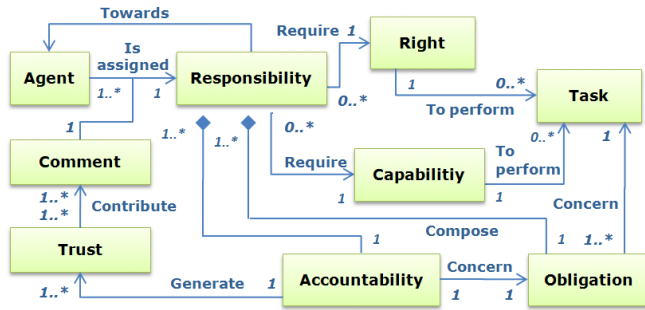 Towards
Require 1
Right
Is
assigned
Agent
Responsibility
1..*
1
0..*
1
0..*
To perform
Task
1
1..*
1..*
0..*
0..*
1
Comment
Require
Capabilitiy
To
perform
1
1
1..*
1..*
Contribute
Concern
Trust
Compose
1
1
1..*
Generate
1
Accountability
Concern
Obligation
1..*
1
1